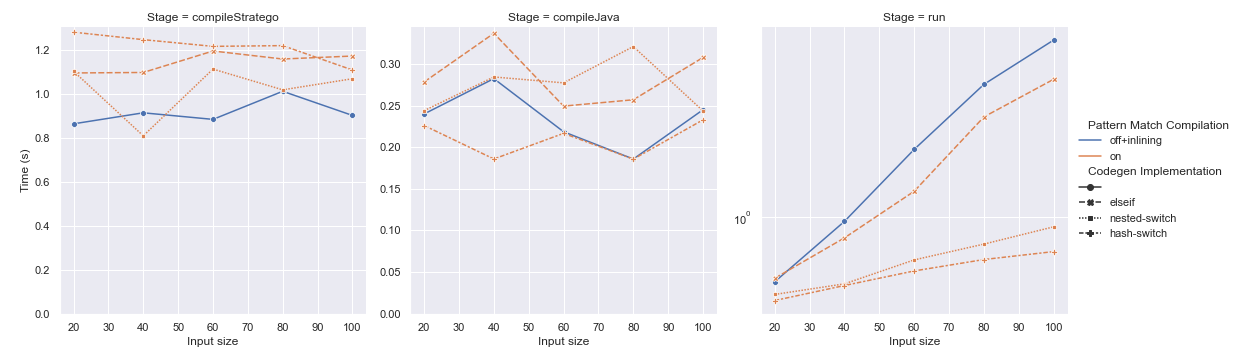 Stage = compileStratego
Stage = compileJava
Stage = run
Time (s)
1.2
1.0
0.8
0.6
0.4
0.2
0.0
20 30 40 50 60 70 80 90 100
Input size
0.30
0.25
0.20
0.15
0.10
0.05
0.00
20 30 40 50 60 70 80 90 100
Input size
10⁰
20 30 40 50 60 70 80 90 100
Input size
Pattern Match Compilation
off+inlining
on
Codegen Implementation
elseif
nested-switch
hash-switch